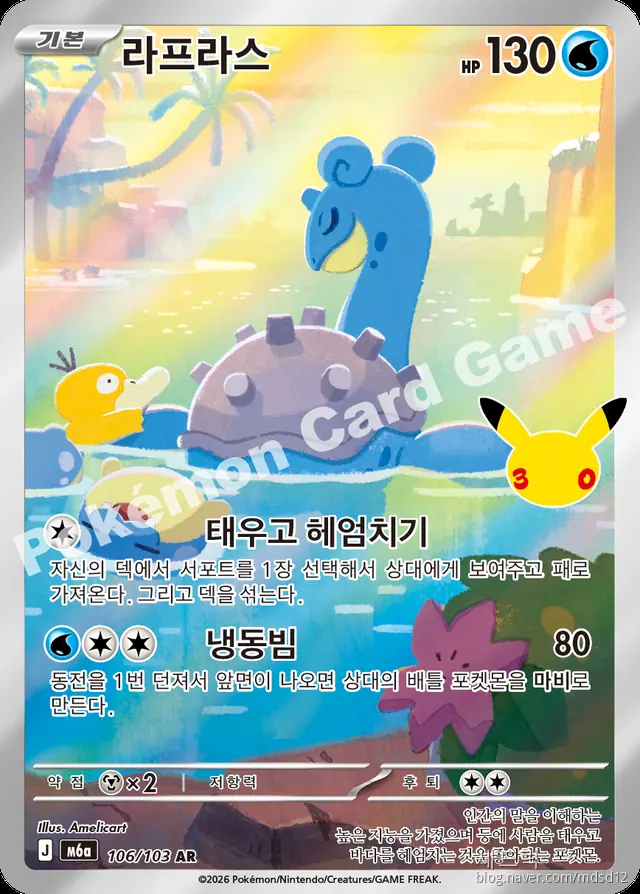 기본
라프라스
HP 130
Pokémon Card Game
30
태우고 헤엄치기
자신의 덱에서 서포트를 1장 선택해서 상대에게 보여주고 패로
가져온다. 그리고 덱을 섞는다.
냉동빔 80
동전을 1번 던져서 앞면이 나오면 상대의 배틀 포켓몬을 마비로
만든다.
약점 ×2 저항력 후퇴
Illus. Amelicart
인간의 말을 이해하는
높은 지능을 가졌으며 등에 사람을 태우고
바다를 헤엄치는 것을 좋아하는 포켓몬.
J M6a 106/103 AR
©2026 Pokémon/Nintendo/Creatures/GAME FREAK.
blog.naver.com/mdsd12